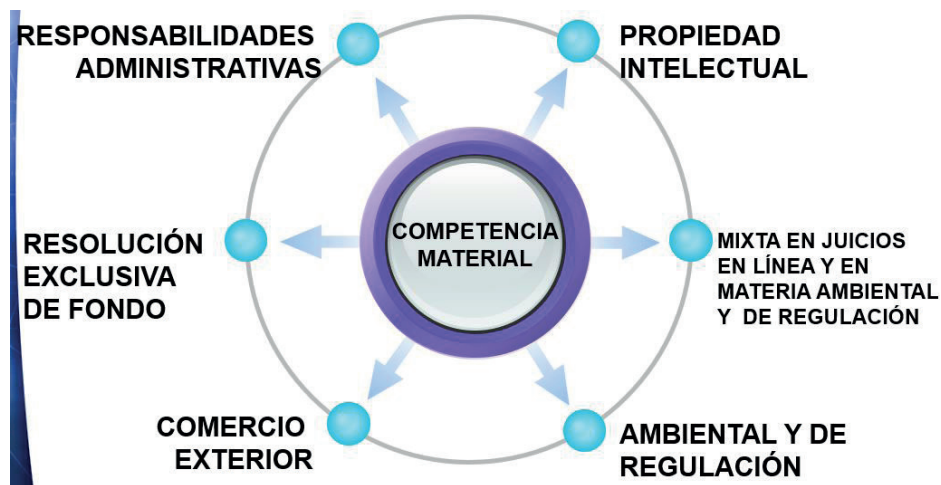 RESPONSABILIDADES
ADMINISTRATIVAS
PROPIEDAD
INTELECTUAL
COMPETENCIA
MATERIAL
RESOLUCIÓN
EXCLUSIVA
DE FONDO
MIXTA EN JUICIOS
EN LÍNEA Y EN
MATERIA AMBIENTAL
Y DE REGULACIÓN
COMERCIO
EXTERIOR
AMBIENTAL Y DE
REGULACIÓN